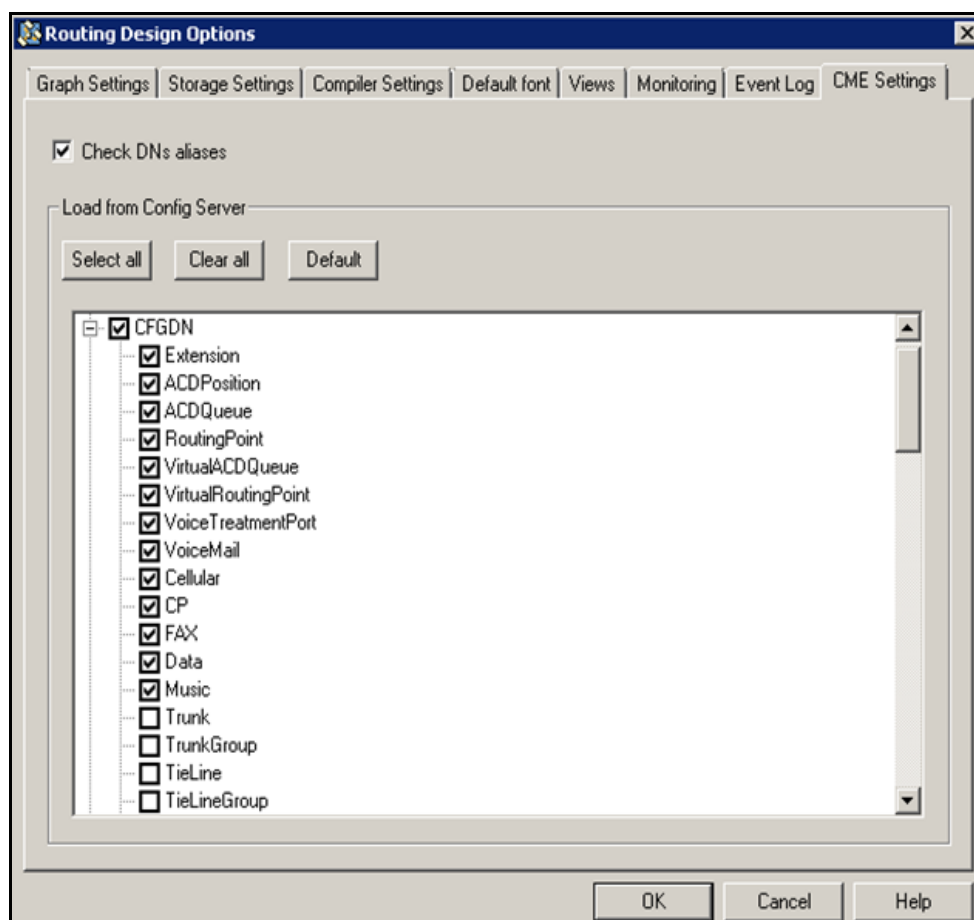 Routing Design Options
Graph Settings Storage Settings Compiler Settings Default font Views Monitoring Event Log CME Settings
Check DNs aliases
Load from Config Server
Select all Clear all Default
CFGDN
Extension
ACDPosition
ACDQueue
RoutingPoint
VirtualACDQueue
VirtualRoutingPoint
VoiceTreatmentPort
VoiceMail
Cellular
CP
FAX
Data
Music
Trunk
TrunkGroup
TieLine
TieLineGroup
OK Cancel Help